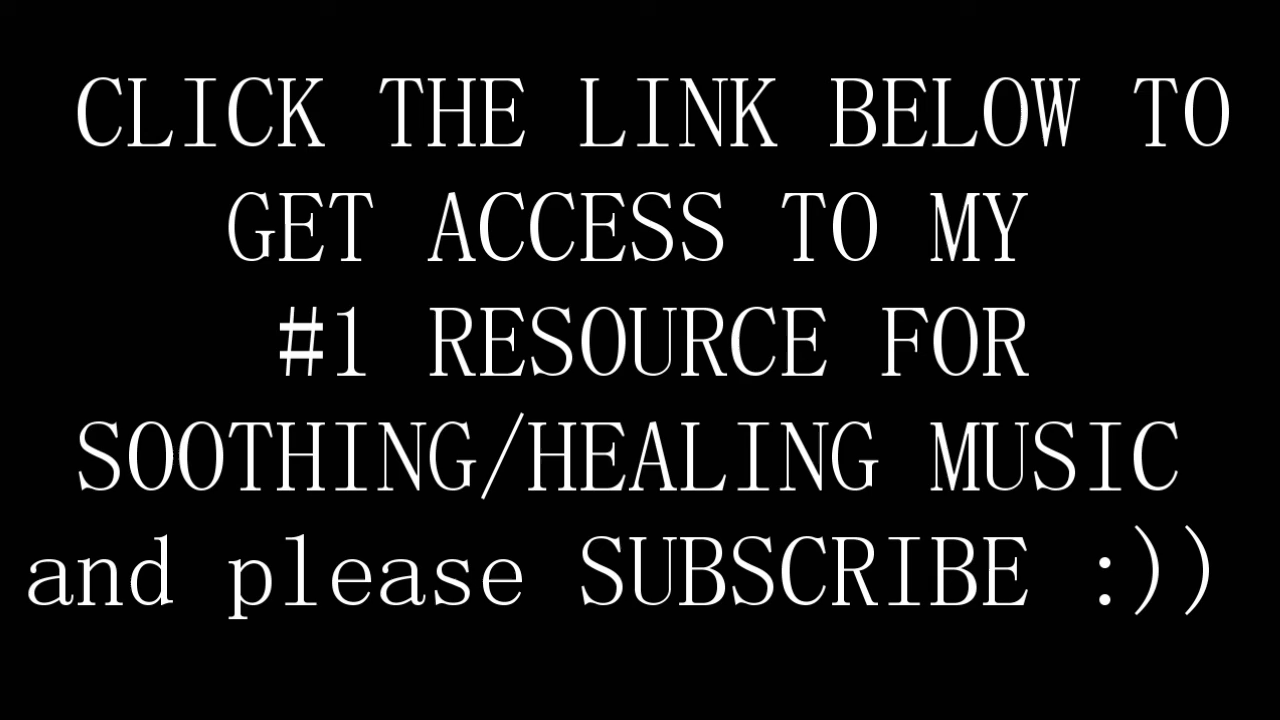 CLICK THE LINK BELOW TO
GET ACCESS TO MY
#1 RESOURCE FOR
SOOTHING/HEALING MUSIC
and please SUBSCRIBE :))